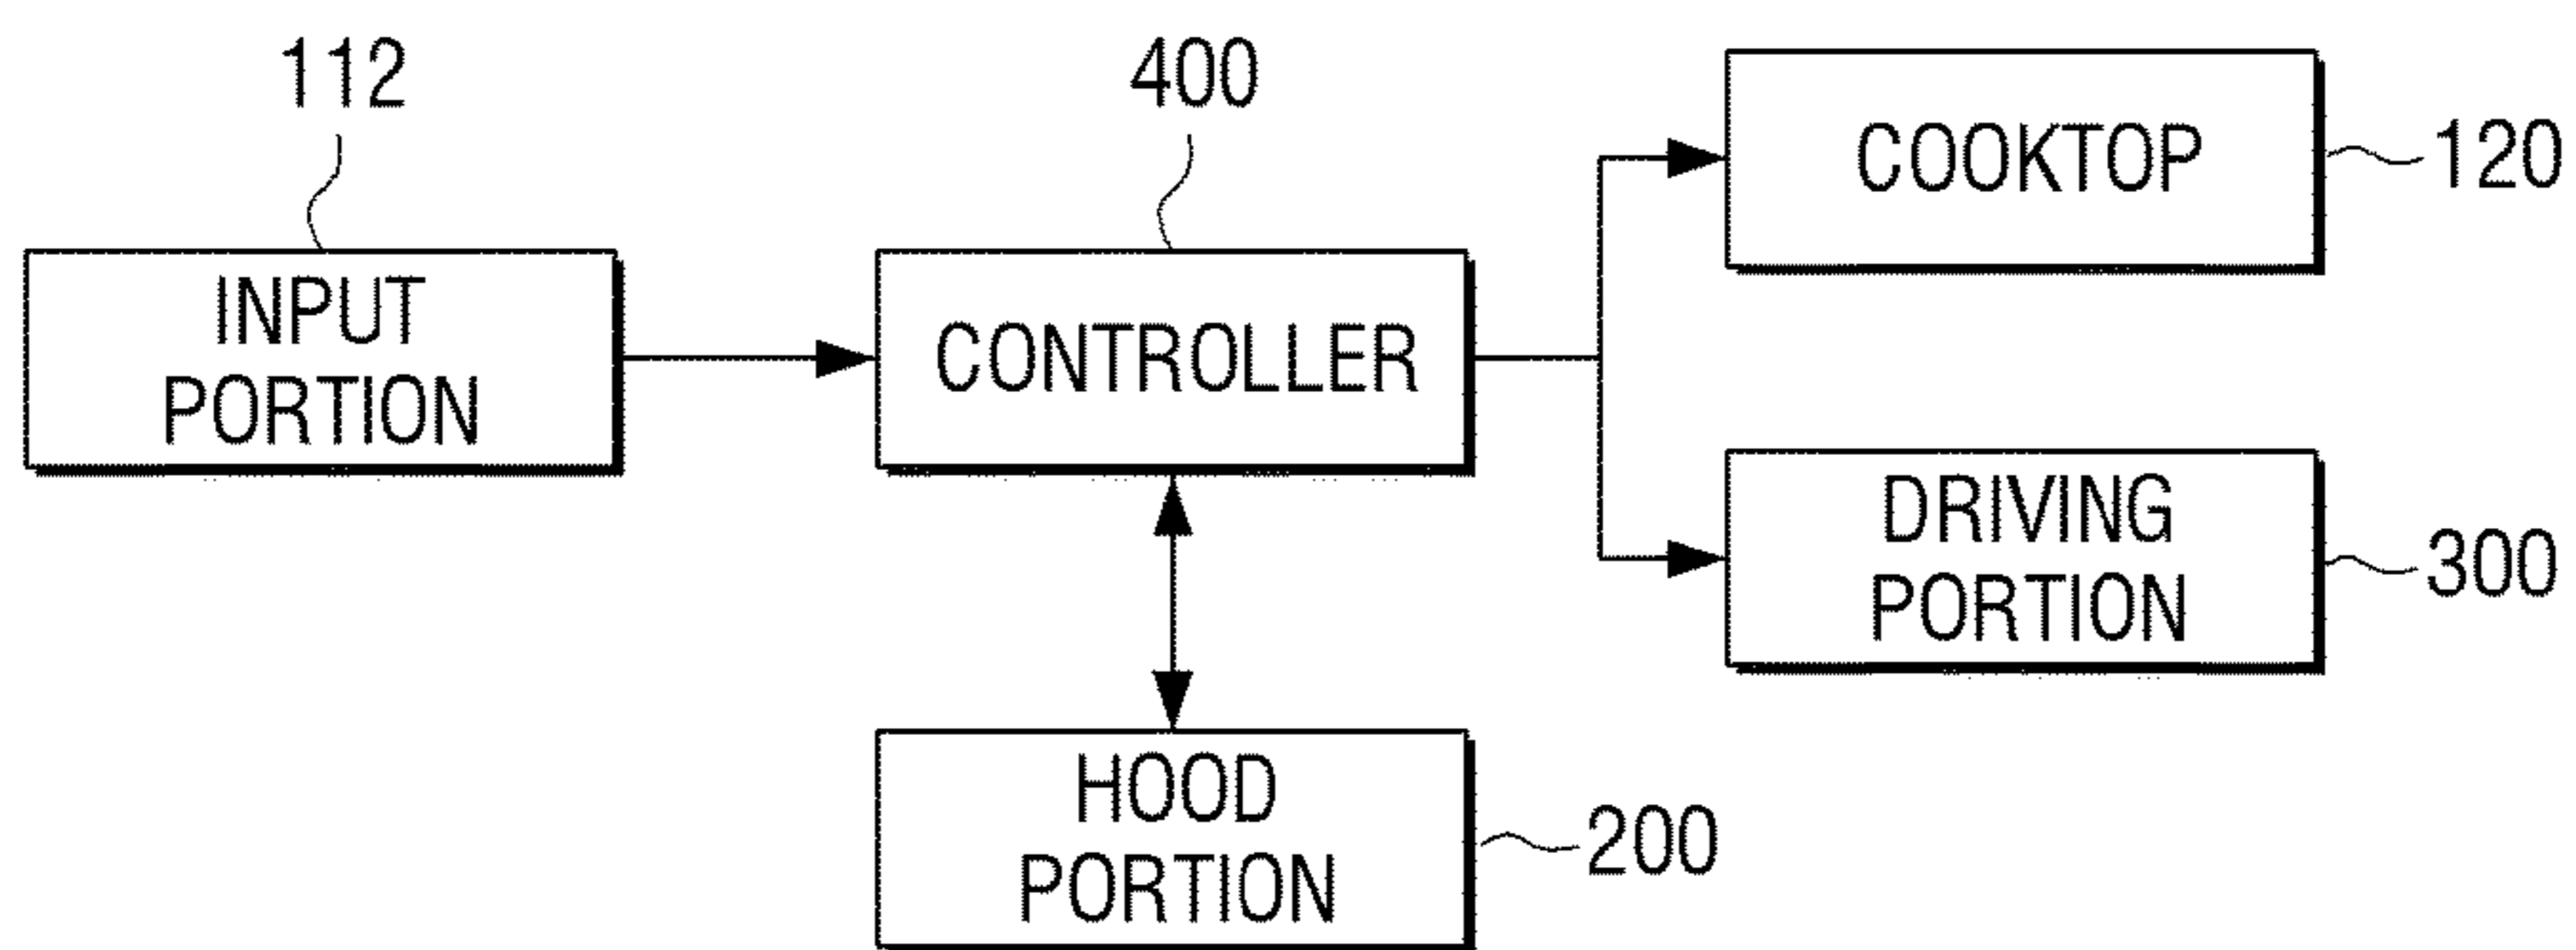 112
400
COOKTOP
120
INPUT
PORTION
CONTROLLER
DRIVING
PORTION
300
HOOD
PORTION
200